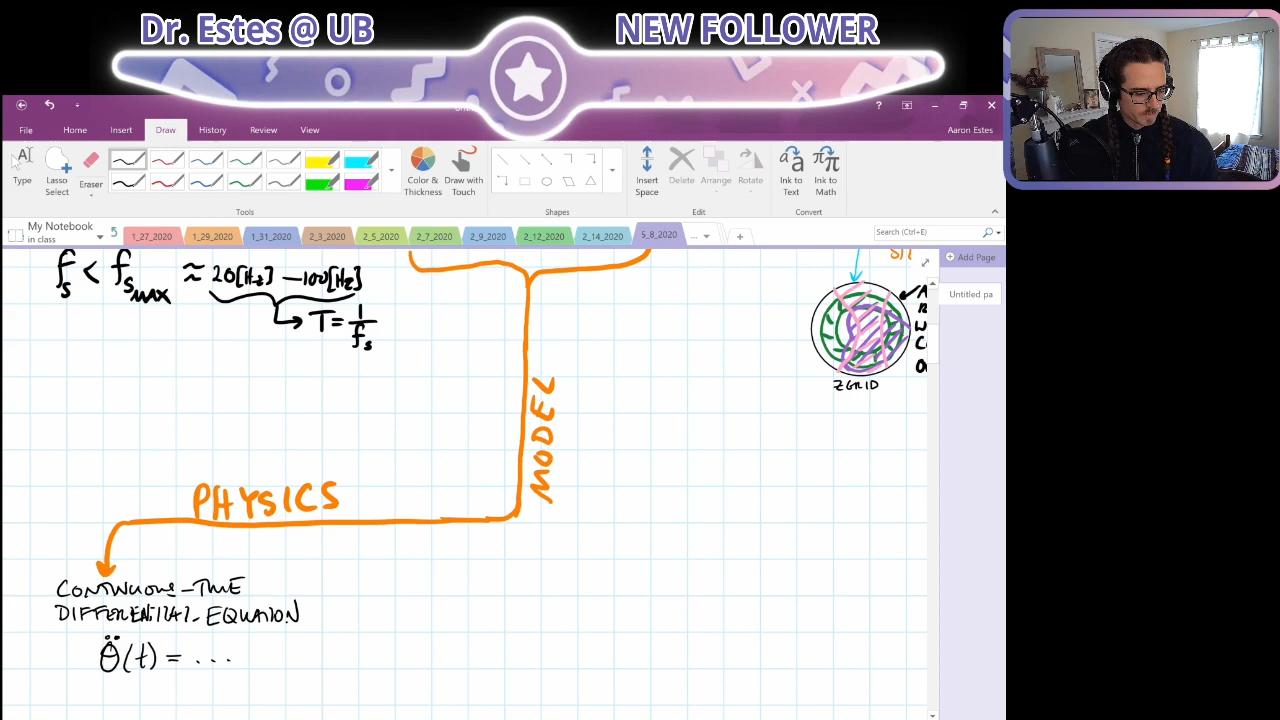 Dr. Estes @ UB
NEW FOLLOWER
File Home Insert Draw History Review View
Aaron Estes
Type
Lasso Select
Eraser
Color & Thickness
Draw with Touch
Insert Space
Delete
Arrange
Rotate
Ink to Text
Ink to Math
Tools
Shapes
Edit
Convert
My Notebook
in class
1_27_2020 1_29_2020 1_31_2020 2_3_2020 2_5_2020 2_7_2020 2_9_2020 2_12_2020 2_14_2020 5_8_2020 ...
Search (Ctrl+E)
Add Page
Untitled pa
f_s < f_s_MAX ≈ 20[Hz] — 100[Hz]
→ T = 1/f_s
ZGRID
MODEL
PHYSICS
CONTINUOUS-TIME
DIFFERENTIAL EQUATION
Θ̈(t) = ...